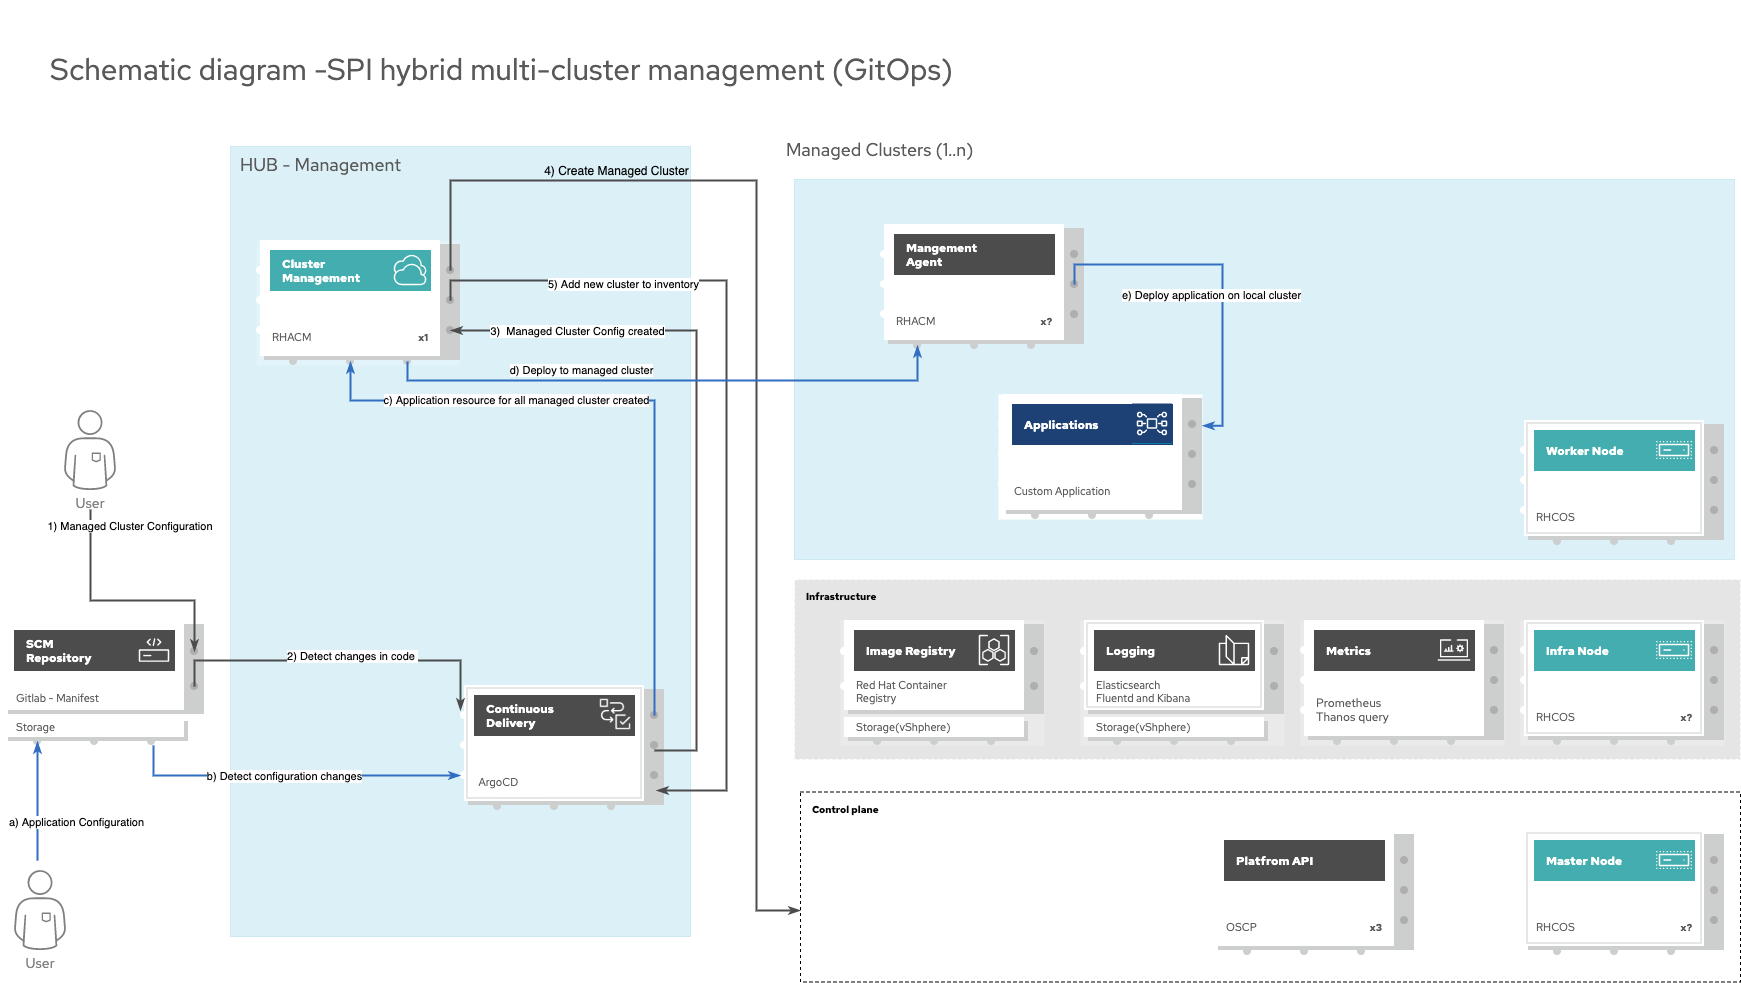 Schematic diagram -SPI hybrid multi-cluster management (GitOps)
HUB - Management
Managed Clusters (1..n)
4) Create Managed Cluster
Cluster
Management
RHACM
x1
5) Add new cluster to inventory
3)  Managed Cluster Config created
d) Deploy to managed cluster
c) Application resource for all managed cluster created
Mangement
Agent
RHACM
x?
e) Deploy application on local cluster
Applications
Custom Application
Worker Node
RHCOS
User
1) Managed Cluster Configuration
SCM
Repository
Gitlab - Manifest
Storage
2) Detect changes in code
Continuous
Delivery
ArgoCD
b) Detect configuration changes
a) Application Configuration
User
Infrastructure
Image Registry
Red Hat Container
Registry
Storage(vShphere)
Logging
Elasticsearch
Fluentd and Kibana
Storage(vShphere)
Metrics
Prometheus
Thanos query
Infra Node
RHCOS
x?
Control plane
Platfrom API
OSCP
x3
Master Node
RHCOS
x?